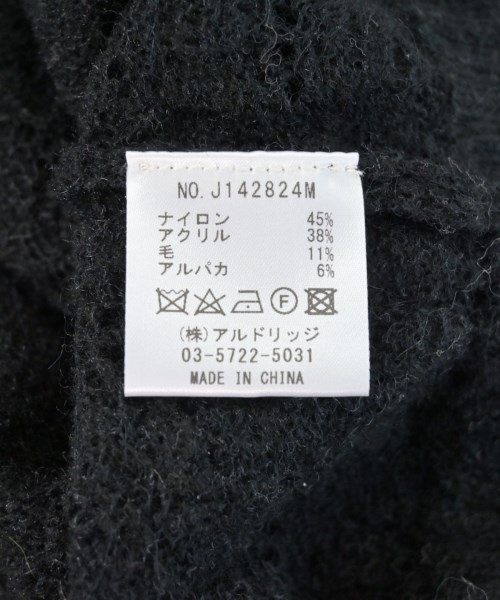 NO. J142824M
ナイロン 45%
アクリル 38%
毛 11%
アルパカ 6%
F
(株)アルドリッジ
03-5722-5031
MADE IN CHINA